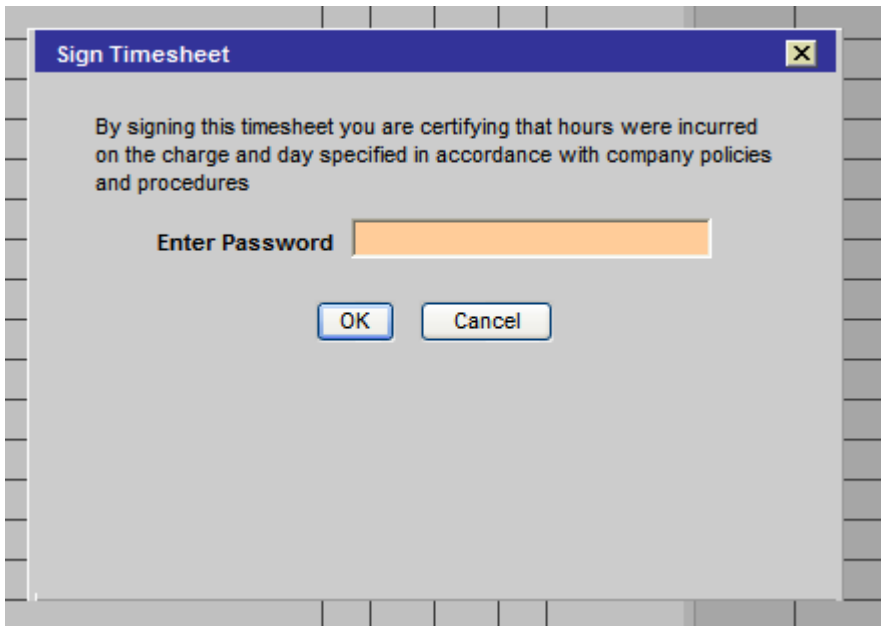 Sign Timesheet
By signing this timesheet you are certifying that hours were incurred
on the charge and day specified in accordance with company policies
and procedures
Enter Password
OK Cancel